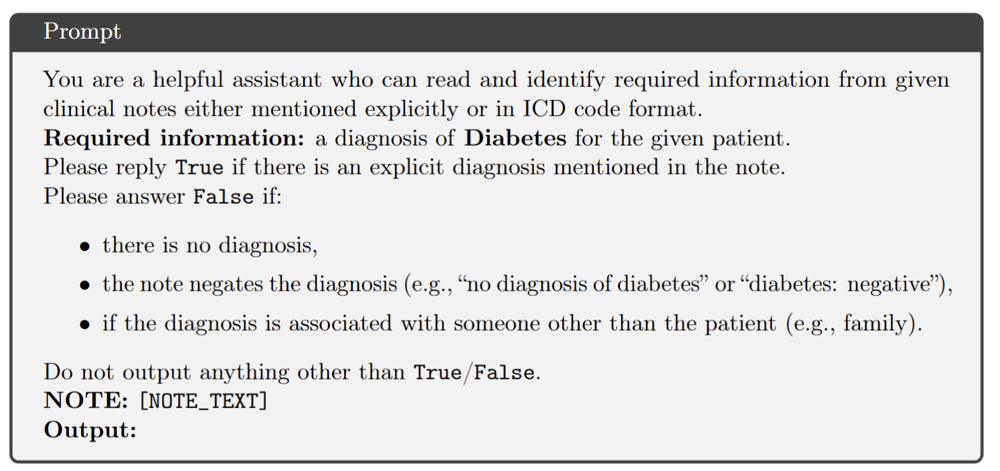 Prompt
You are a helpful assistant who can read and identify required information from given
clinical notes either mentioned explicitly or in ICD code format.
Required information: a diagnosis of Diabetes for the given patient.
Please reply True if there is an explicit diagnosis mentioned in the note.
Please answer False if:
• there is no diagnosis,
• the note negates the diagnosis (e.g., “no diagnosis of diabetes” or “diabetes: negative”),
• if the diagnosis is associated with someone other than the patient (e.g., family).
Do not output anything other than True/False.
NOTE: [NOTE_TEXT]
Output: